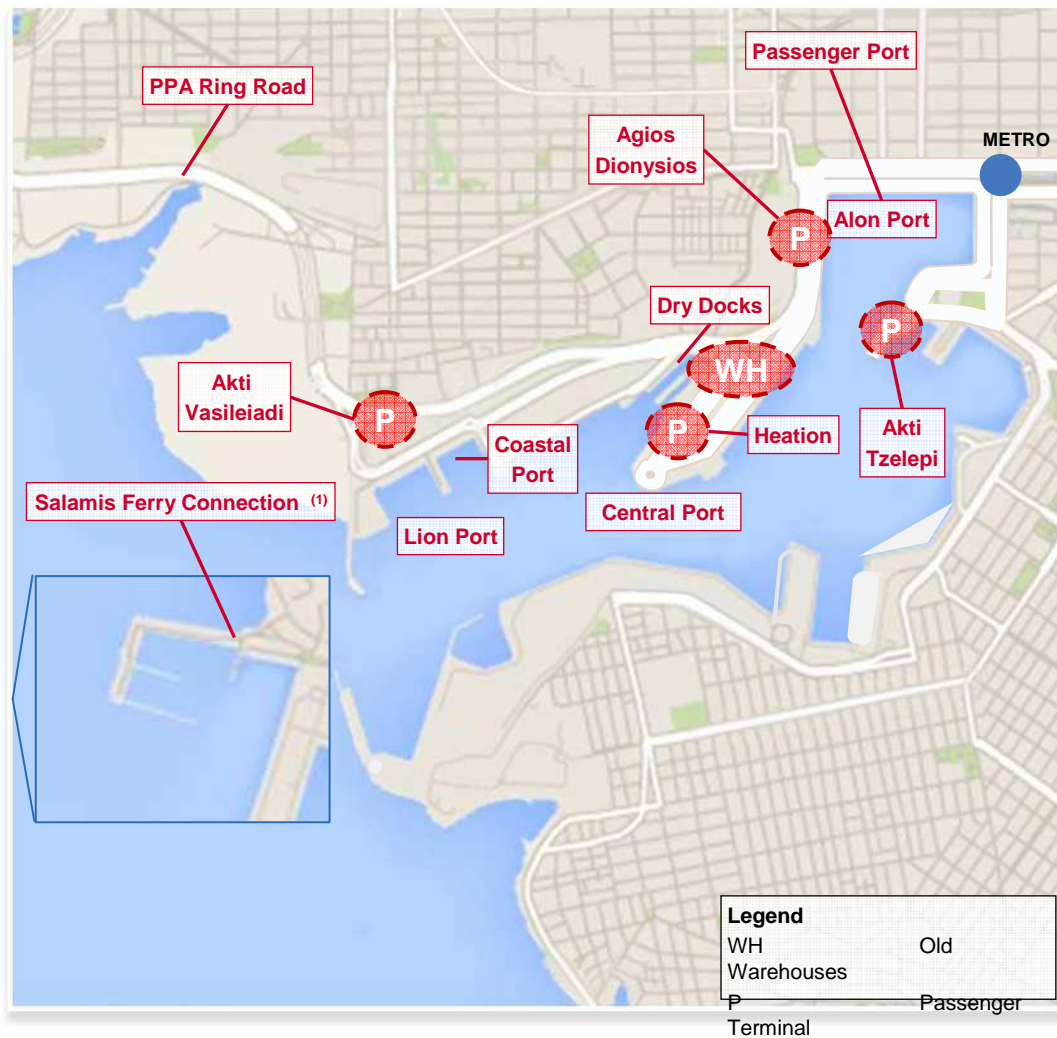 Passenger Port
PPA Ring Road
Agios
Dionysios
METRO
P
Alon Port
Dry Docks
P
WH
Akti
Vasileiadi
P
P
Heation
Akti
Tzelepi
Coastal
Port
Salamis Ferry Connection (1)
Central Port
Lion Port
Legend
WH Old
Warehouses
P Passenger
Terminal